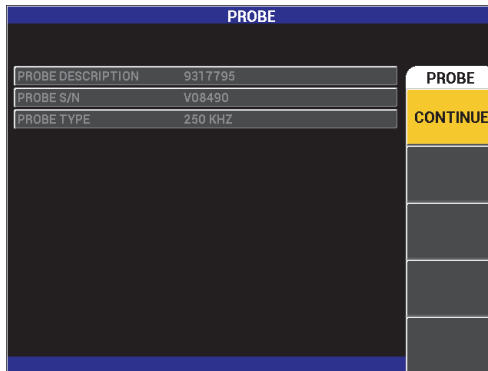 PROBE
PROBE DESCRIPTION 9317795
PROBE S/N V08490
PROBE TYPE 250 KHZ
PROBE
CONTINUE